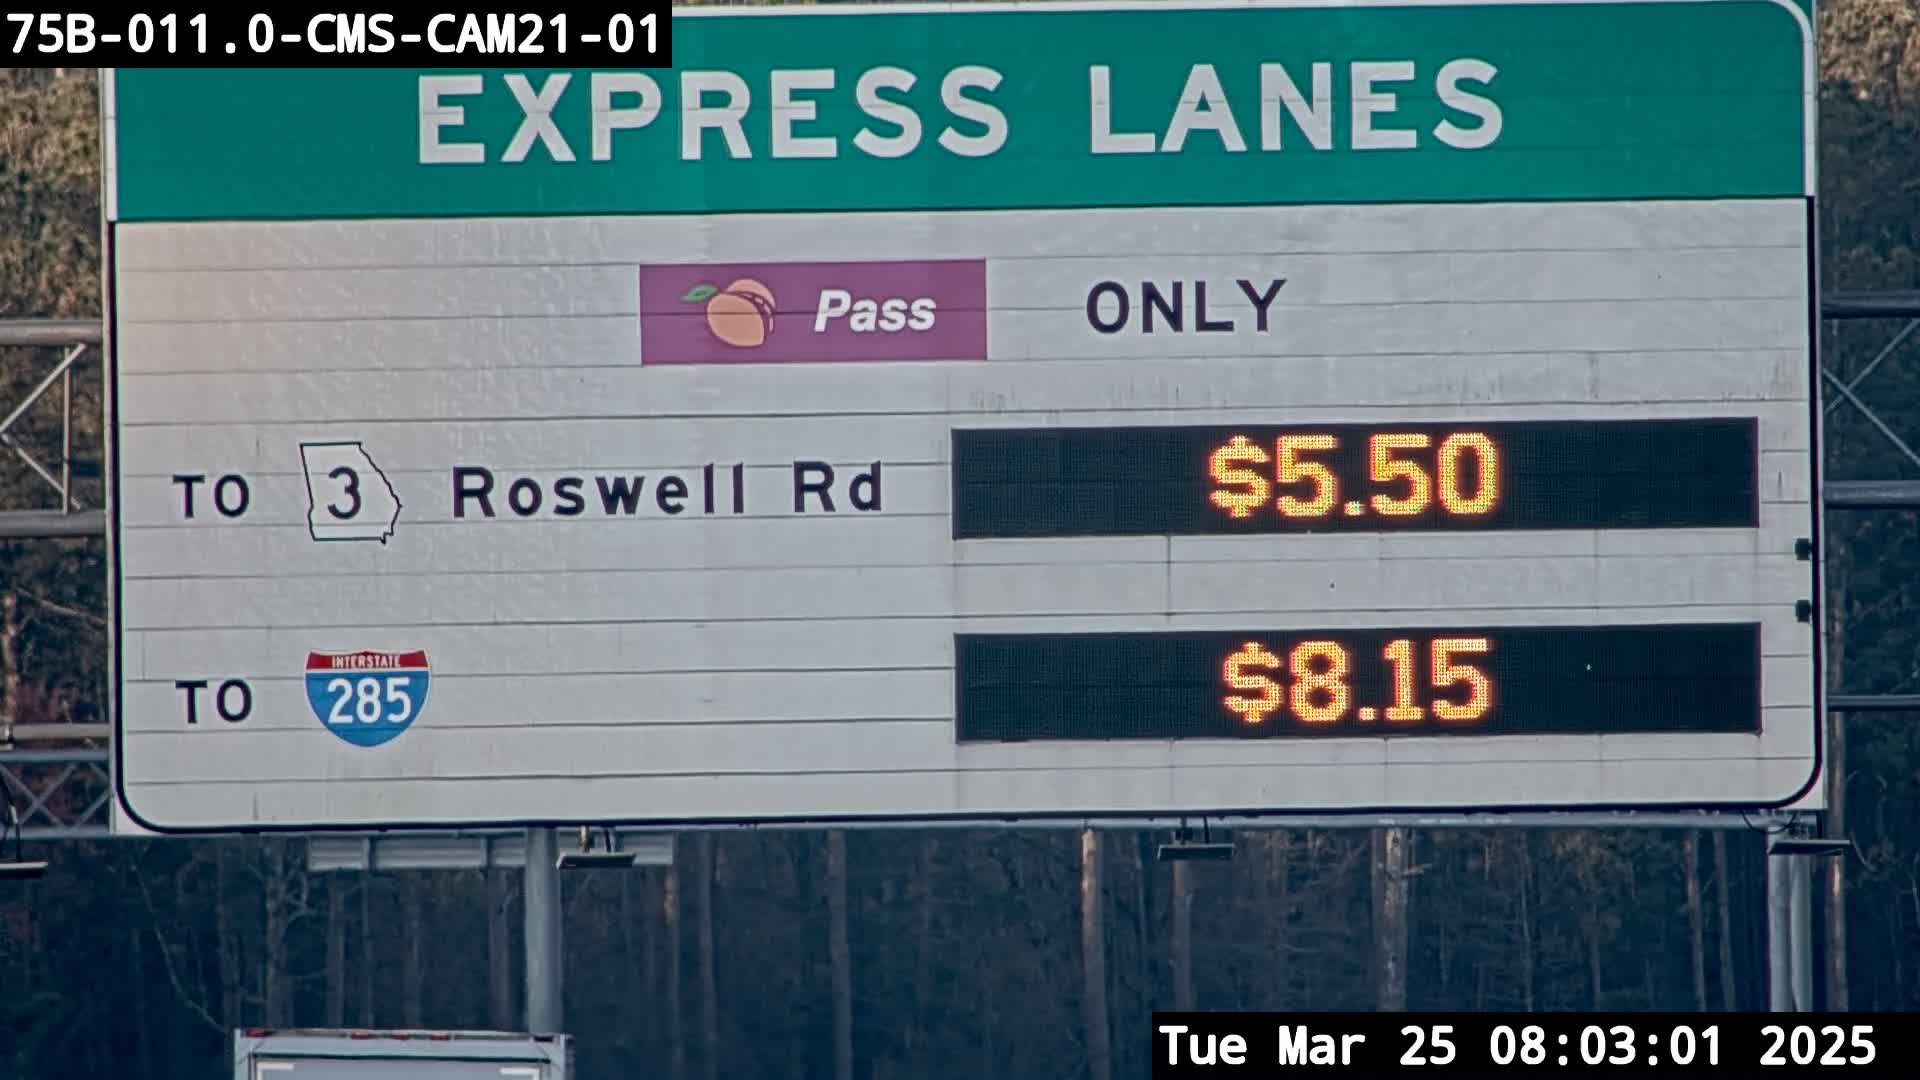 75B-011.0-CMS-CAM21-01
EXPRESS LANES
Pass ONLY
TO 3 Roswell Rd $5.50
INTERSTATE
TO 285 $8.15
Tue Mar 25 08:03:01 2025